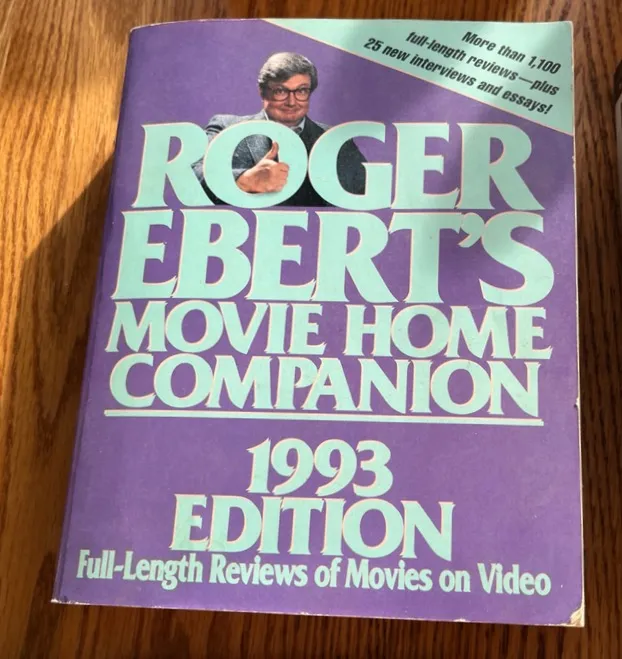 More than 1,100
full-length reviews—plus
25 new interviews and essays!
ROGER
EBERT'S
MOVIE HOME
COMPANION
1993
EDITION
Full-Length Reviews of Movies on Video